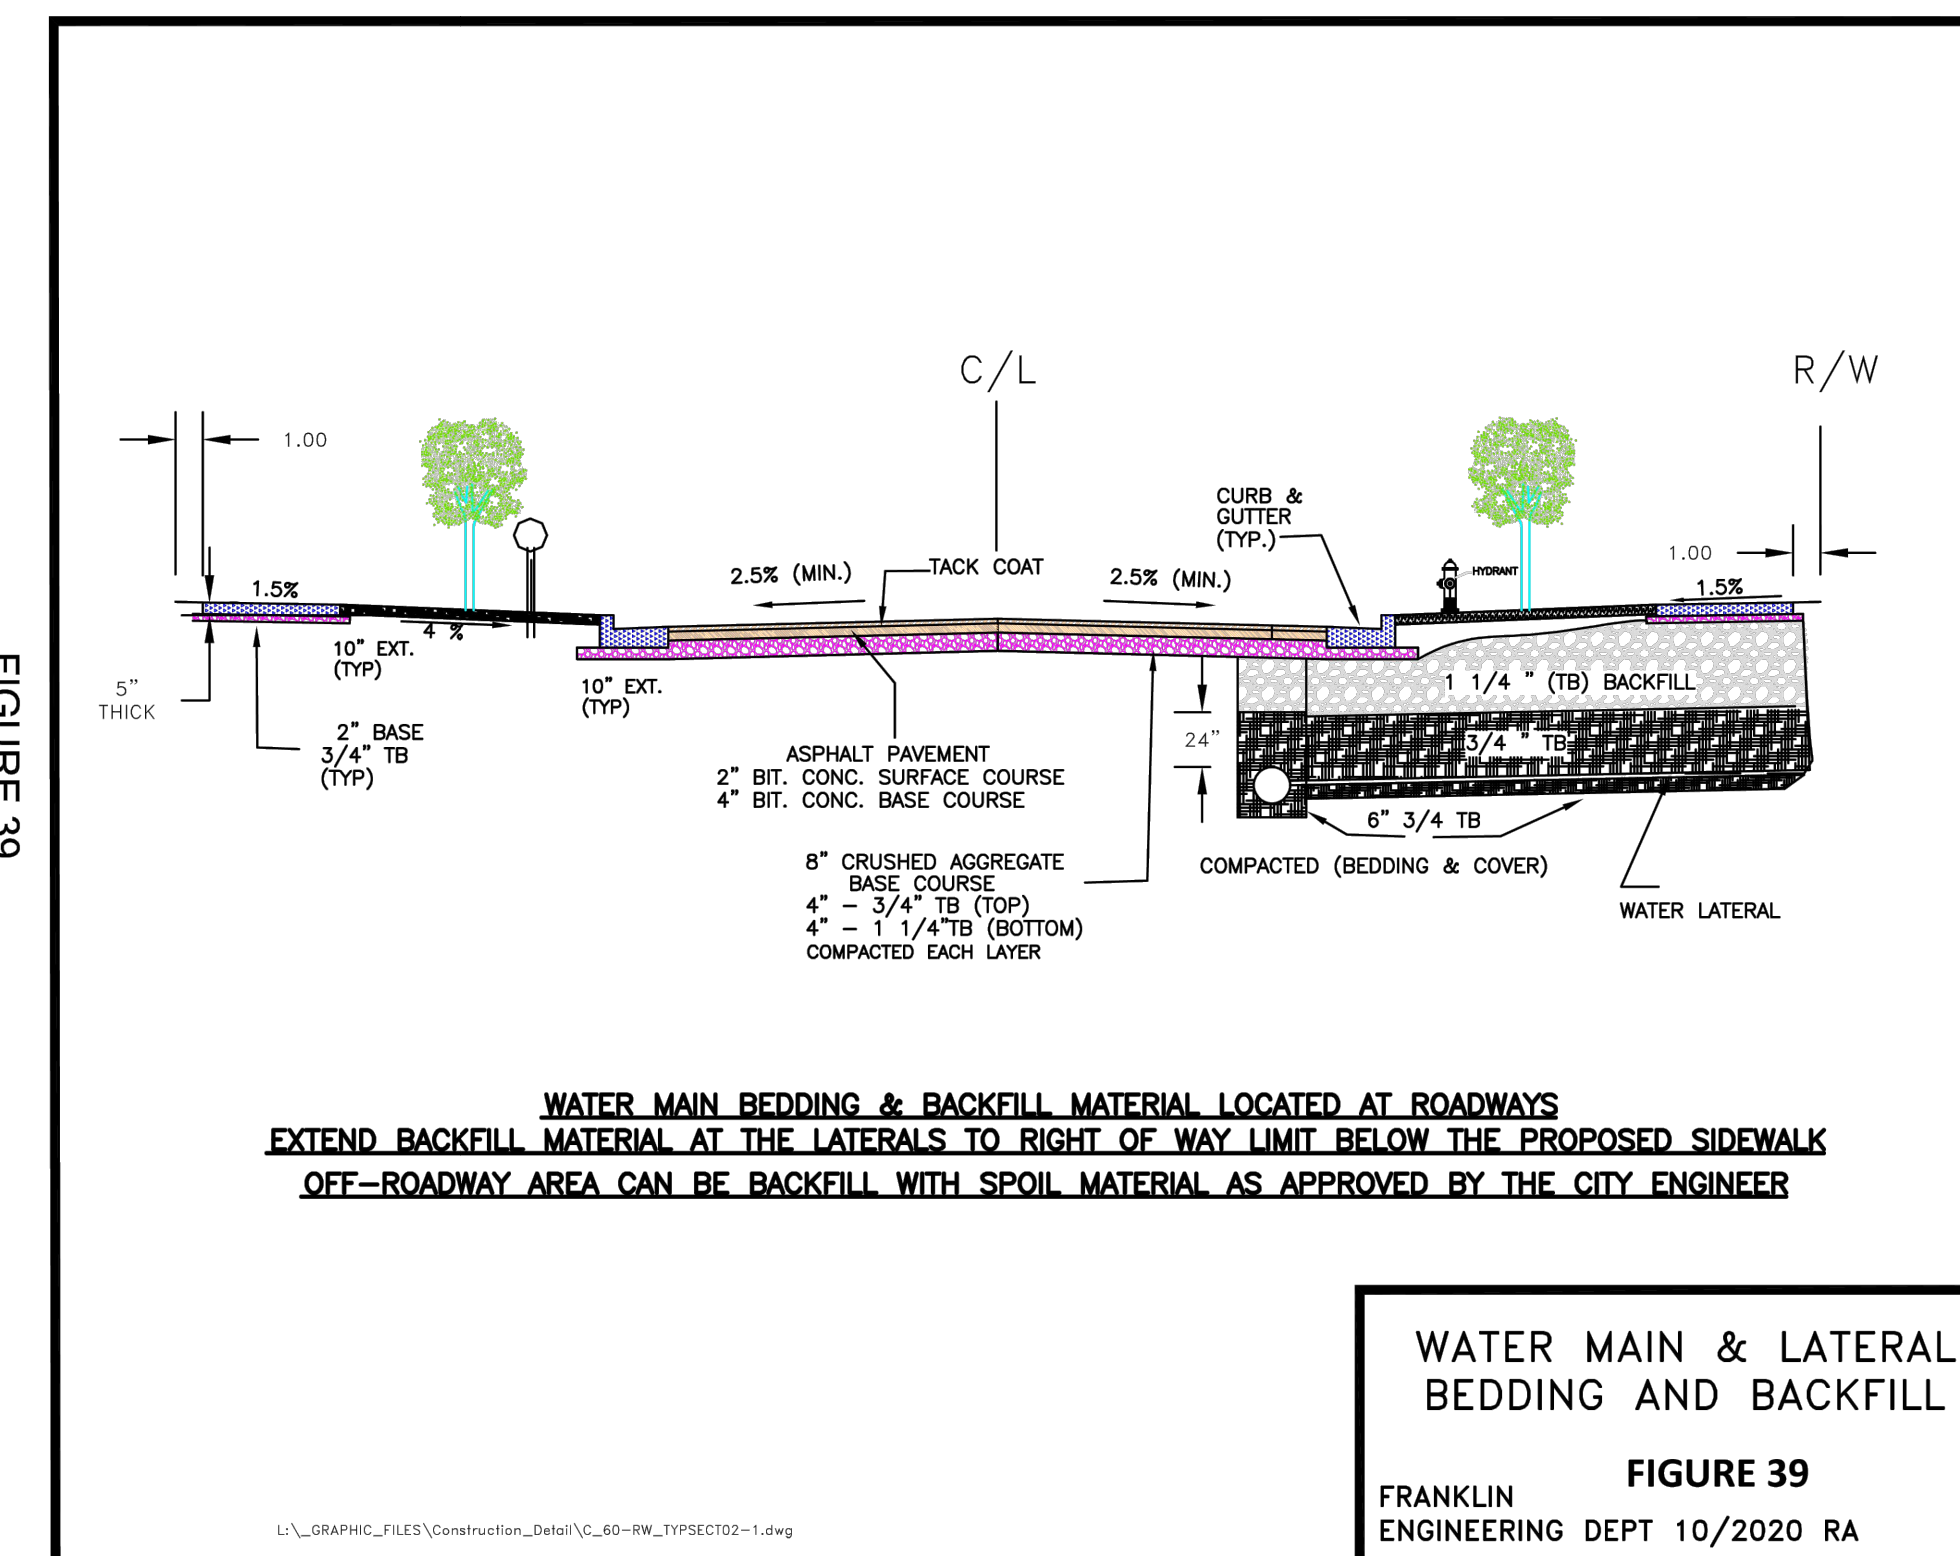 FIGURE 39
C/L
R/W
1.00
CURB &
GUTTER
(TYP.)
1.00
TACK COAT
2.5% (MIN.)
2.5% (MIN.)
HYDRANT
1.5%
1.5%
4 %
10" EXT.
(TYP)
10" EXT.
(TYP)
5"
THICK
2" BASE
3/4" TB
(TYP)
1 1/4 " (TB) BACKFILL
24"
3/4 " TB
ASPHALT PAVEMENT
2" BIT. CONC. SURFACE COURSE
4" BIT. CONC. BASE COURSE
6" 3/4 TB
COMPACTED (BEDDING & COVER)
8" CRUSHED AGGREGATE
BASE COURSE
4" – 3/4" TB (TOP)
4" – 1 1/4"TB (BOTTOM)
COMPACTED EACH LAYER
WATER LATERAL
WATER MAIN BEDDING & BACKFILL MATERIAL LOCATED AT ROADWAYS
EXTEND BACKFILL MATERIAL AT THE LATERALS TO RIGHT OF WAY LIMIT BELOW THE PROPOSED SIDEWALK
OFF–ROADWAY AREA CAN BE BACKFILL WITH SPOIL MATERIAL AS APPROVED BY THE CITY ENGINEER
WATER MAIN & LATERAL
BEDDING AND BACKFILL
FIGURE 39
FRANKLIN
ENGINEERING DEPT 10/2020 RA
L:\_GRAPHIC_FILES\Construction_Detail\C_60–RW_TYPSECT02–1.dwg